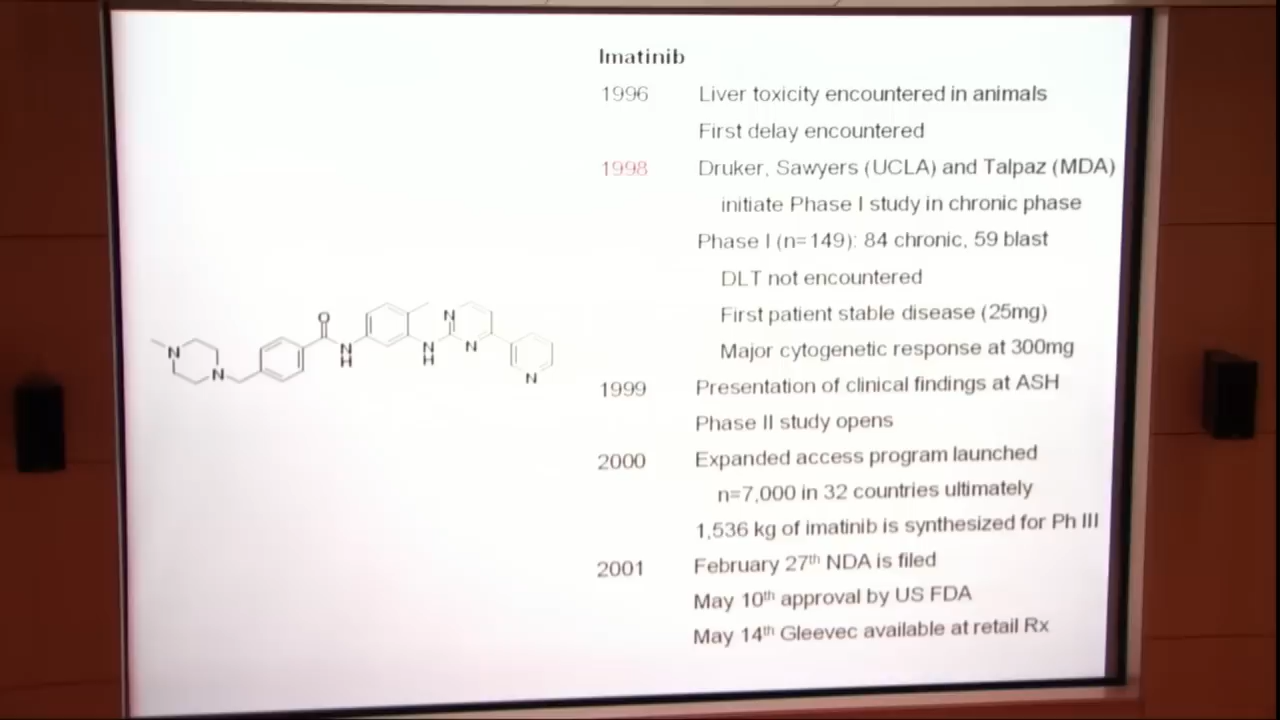 Imatinib
1996 Liver toxicity encountered in animals
First delay encountered
1998 Druker, Sawyers (UCLA) and Talpaz (MDA)
initiate Phase I study in chronic phase
Phase I (n=149): 84 chronic, 59 blast
DLT not encountered
First patient stable disease (25mg)
Major cytogenetic response at 300mg
1999 Presentation of clinical findings at ASH
Phase II study opens
2000 Expanded access program launched
n=7,000 in 32 countries ultimately
1,536 kg of imatinib is synthesized for Ph III
2001 February 27th NDA is filed
May 10th approval by US FDA
May 14th Gleevec available at retail Rx
O
N
N
N
H
N
H
N
N
N